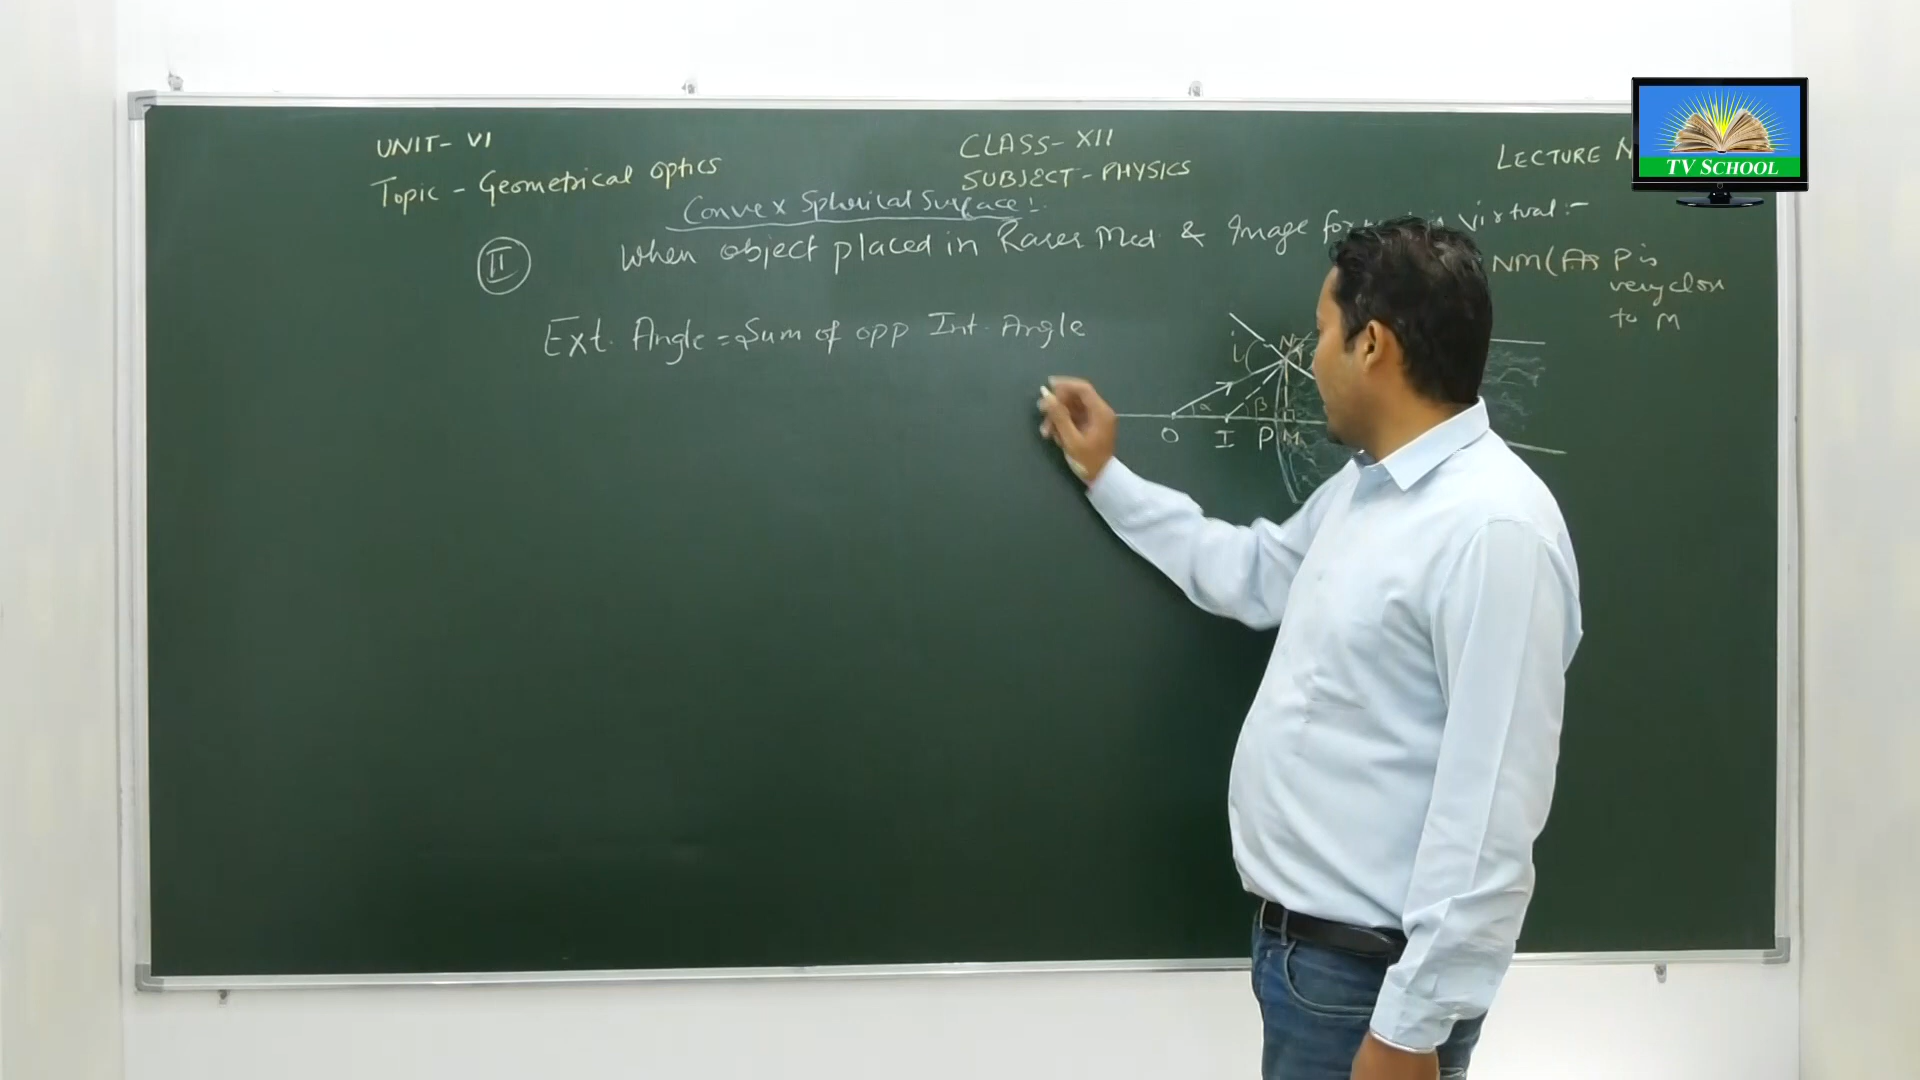 UNIT- VI
Topic - Geometrical optics
CLASS- XII
SUBJECT - PHYSICS
LECTURE
TV SCHOOL
Convex Spherical Surface:-
II
When object placed in Rarer Med. & Image virtual:-
NM (As P is
very close
to M
Ext. Angle = Sum of opp Int. Angle
i N
α β
O I P M